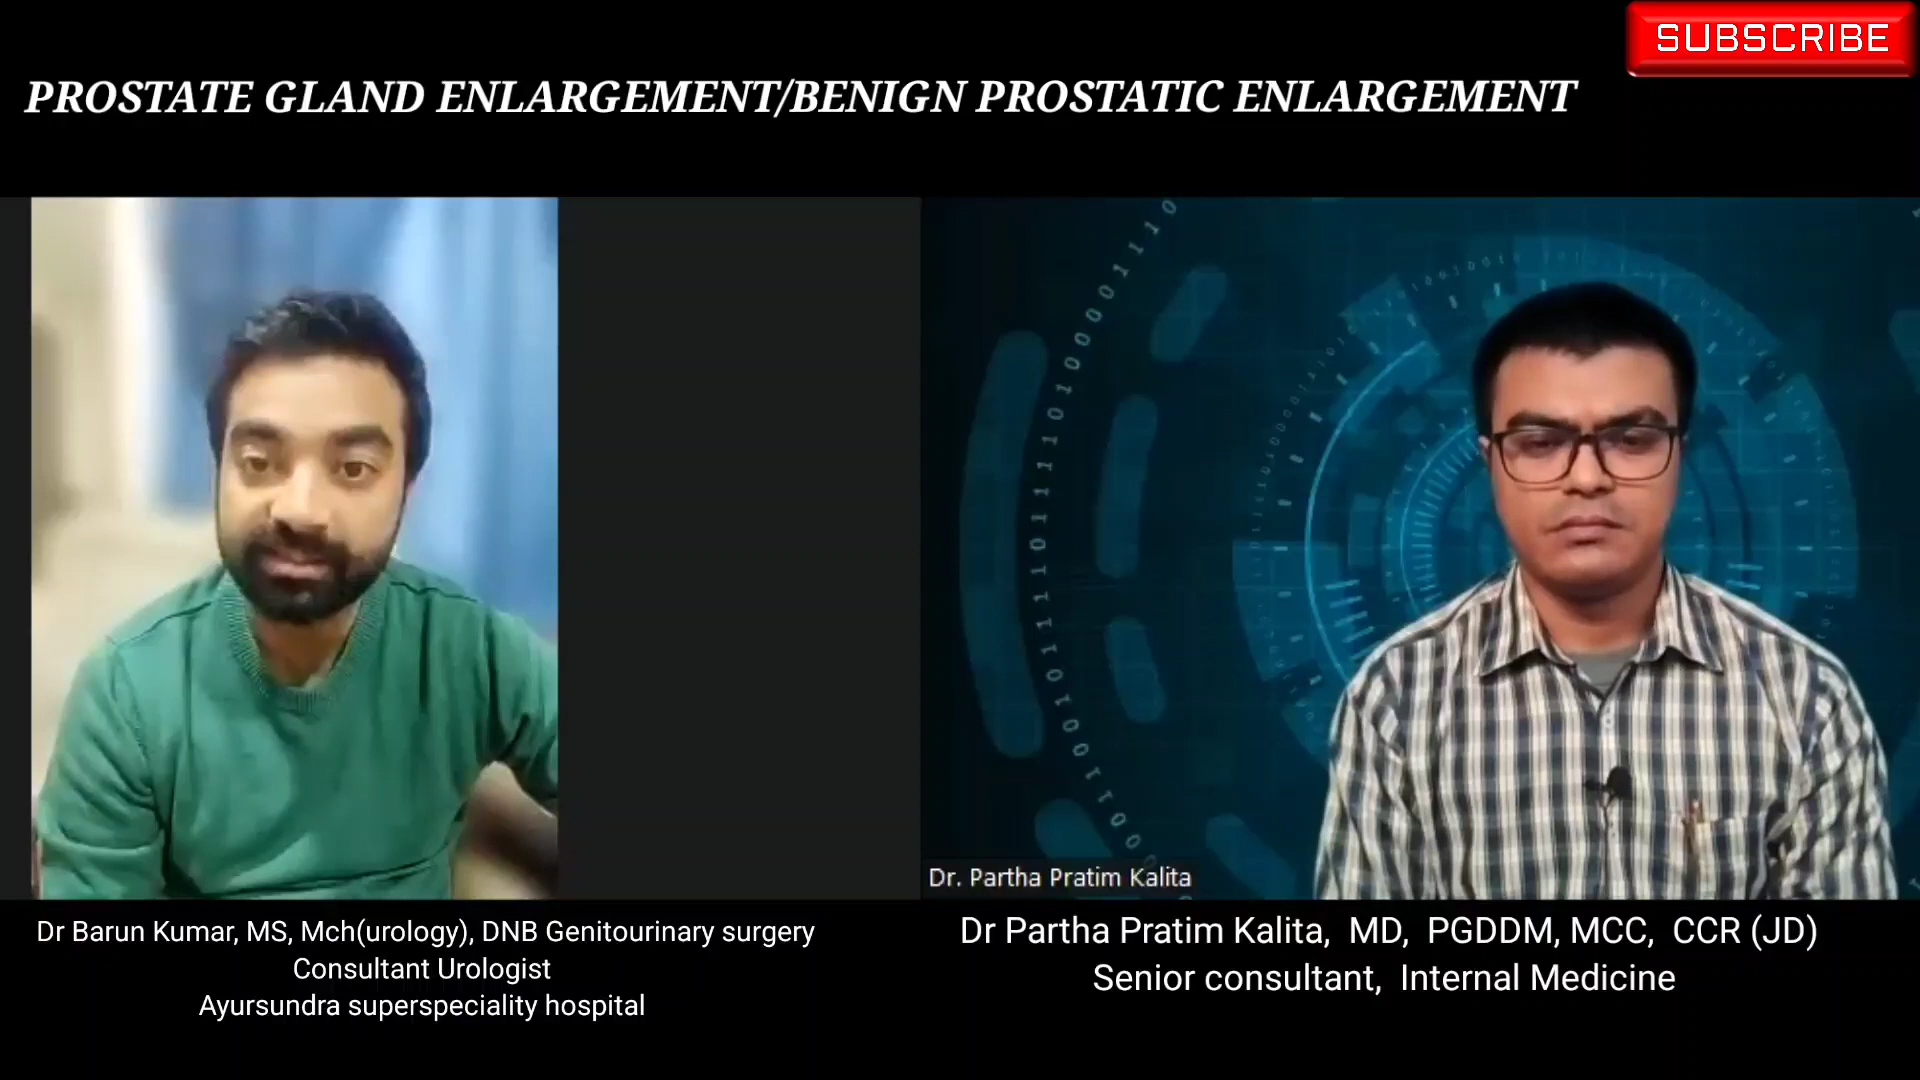 SUBSCRIBE
PROSTATE GLAND ENLARGEMENT/BENIGN PROSTATIC ENLARGEMENT
Dr. Partha Pratim Kalita
Dr Barun Kumar, MS, Mch(urology), DNB Genitourinary surgery
Consultant Urologist
Ayursundra superspeciality hospital
Dr Partha Pratim Kalita, MD, PGDDM, MCC, CCR (JD)
Senior consultant, Internal Medicine